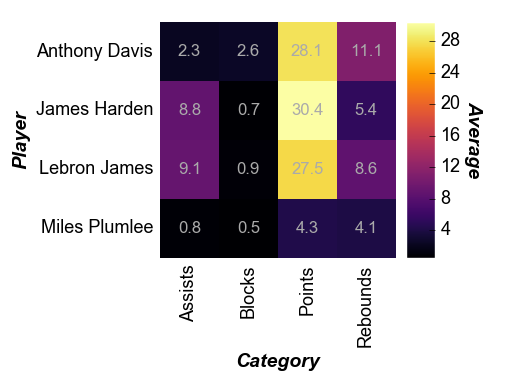 Anthony Davis 2.3 2.6 28.1 11.1
James Harden 8.8 0.7 30.4 5.4
Lebron James 9.1 0.9 27.5 8.6
Miles Plumlee 0.8 0.5 4.3 4.1
Player
Assists
Blocks
Points
Rebounds
Category
28
24
20
16
12
8
4
Average